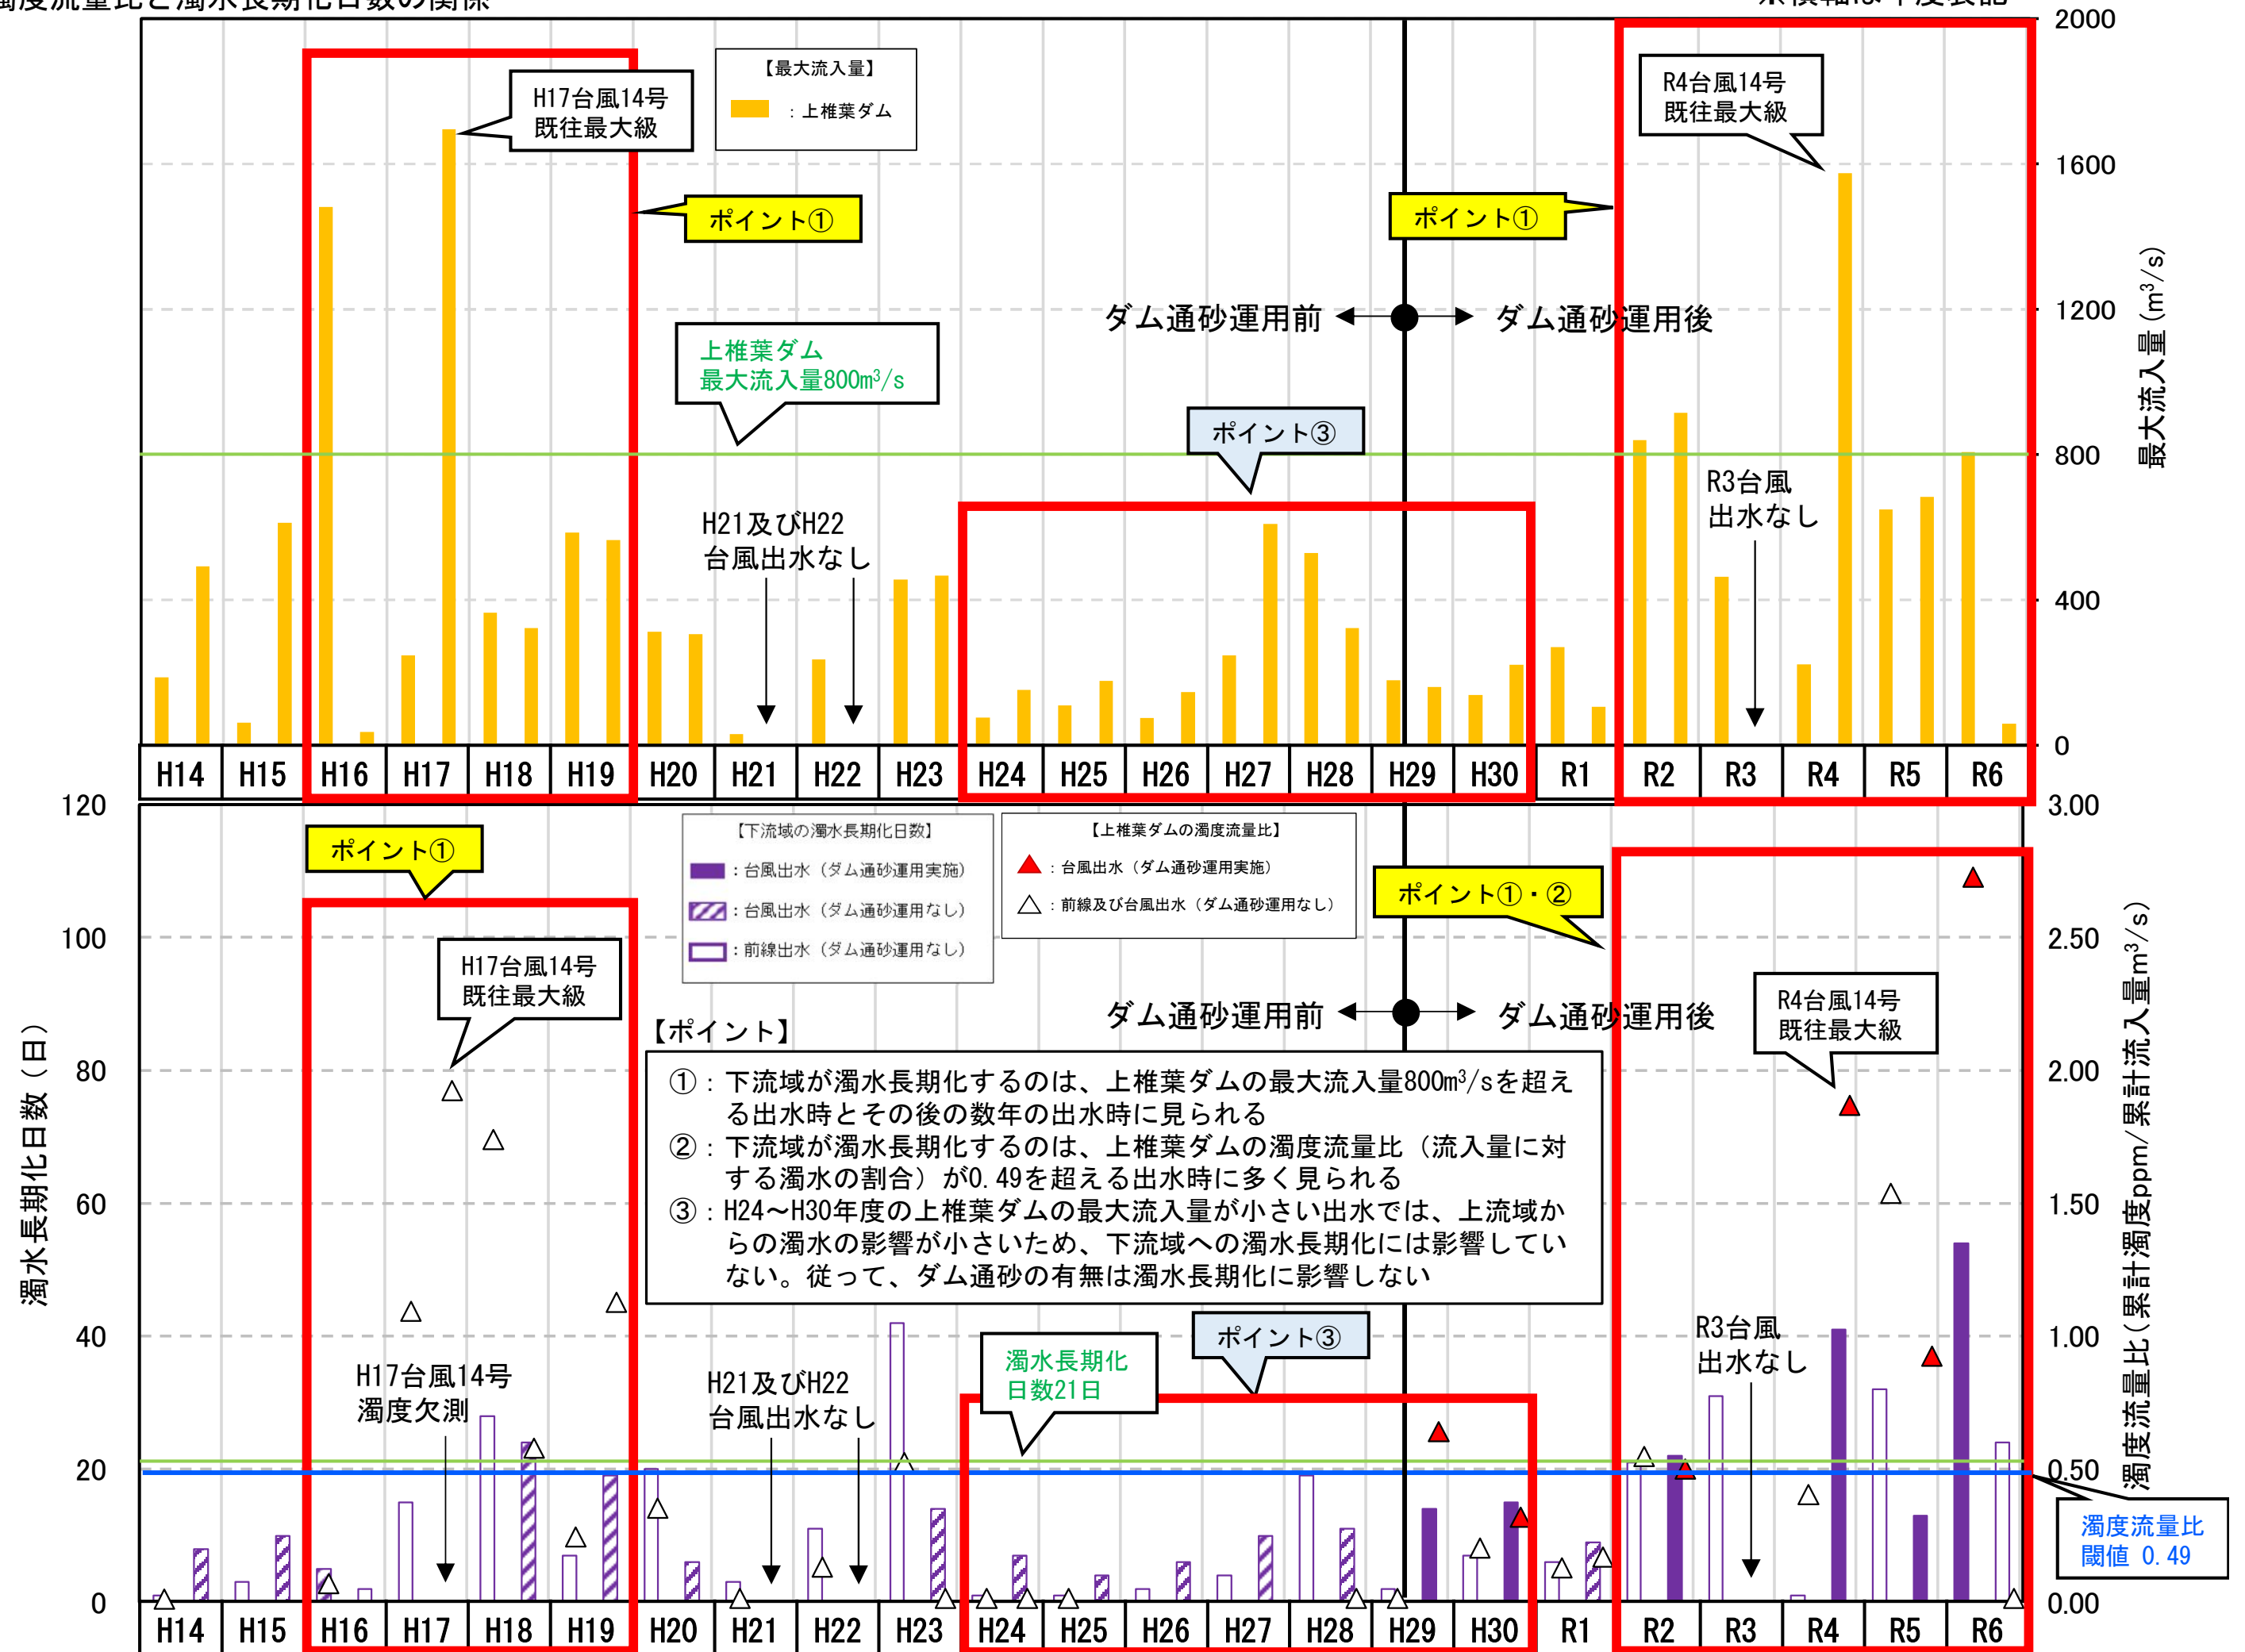 濁度流量比と濁水長期化日数の関係
※横軸は年度表記
【最大流入量】
：上椎葉ダム
H17台風14号
既往最大級
R4台風14号
既往最大級
ポイント①
ポイント①
ダム通砂運用前
ダム通砂運用後
上椎葉ダム
最大流入量800m³/s
ポイント③
H21及びH22
台風出水なし
R3台風
出水なし
2000
1600
1200
800
400
0
最大流入量(m³/s)
H14 H15 H16 H17 H18 H19 H20 H21 H22 H23 H24 H25 H26 H27 H28 H29 H30 R1 R2 R3 R4 R5 R6
120
100
80
60
40
20
0
濁水長期化日数（日）
3.00
2.50
2.00
1.50
1.00
0.50
0.00
濁度流量比(累計濁度ppm/累計流入量m³/s)
ポイント①
【下流域の濁水長期化日数】
：台風出水（ダム通砂運用実施）
：台風出水（ダム通砂運用なし）
：前線出水（ダム通砂運用なし）
【上椎葉ダムの濁度流量比】
：台風出水（ダム通砂運用実施）
：前線及び台風出水（ダム通砂運用なし）
ポイント①・②
H17台風14号
既往最大級
R4台風14号
既往最大級
ダム通砂運用前
ダム通砂運用後
【ポイント】
①：下流域が濁水長期化するのは、上椎葉ダムの最大流入量800m³/sを超え
る出水時とその後の数年の出水時に見られる
②：下流域が濁水長期化するのは、上椎葉ダムの濁度流量比（流入量に対
する濁水の割合）が0.49を超える出水時に多く見られる
③：H24～H30年度の上椎葉ダムの最大流入量が小さい出水では、上流域か
らの濁水の影響が小さいため、下流域への濁水長期化には影響してい
ない。従って、ダム通砂の有無は濁水長期化に影響しない
H17台風14号
濁度欠測
H21及びH22
台風出水なし
濁水長期化
日数21日
ポイント③
R3台風
出水なし
濁度流量比
閾値 0.49
H14 H15 H16 H17 H18 H19 H20 H21 H22 H23 H24 H25 H26 H27 H28 H29 H30 R1 R2 R3 R4 R5 R6